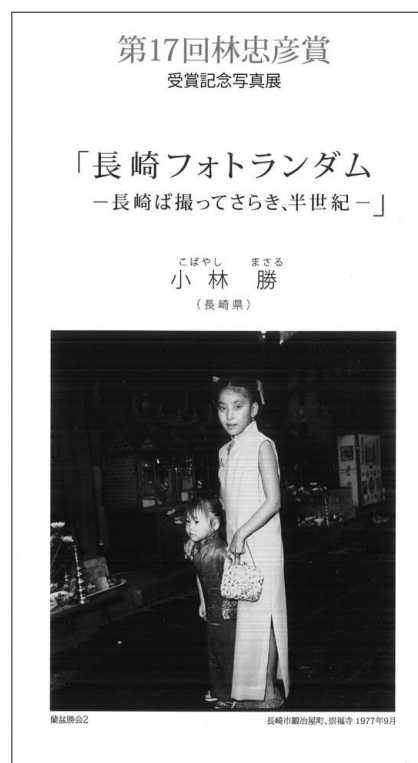 第17回林忠彦賞
受賞記念写真展
「長崎フォトランダム
－長崎ば撮ってさらき、半世紀－」
こばやし　まさる
小林　勝
（長崎県）
蘭盆勝会2　長崎市鍛冶屋町、崇福寺 1977年9月